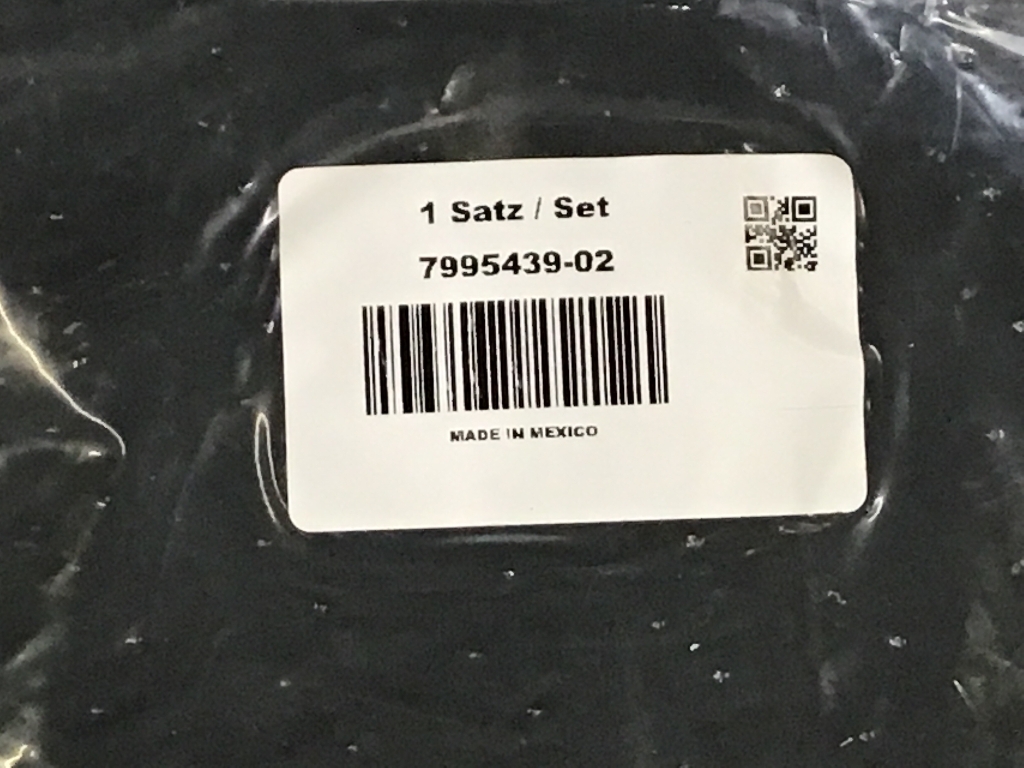 1 Satz / Set
7995439-02
MADE IN MEXICO